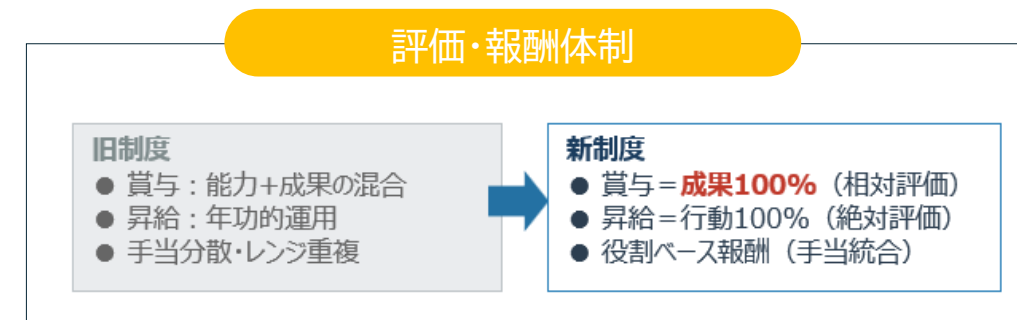 評価・報酬体制
旧制度
● 賞与：能力+成果の混合
● 昇給：年功的運用
● 手当分散・レンジ重複
新制度
● 賞与＝成果100%（相対評価）
● 昇給＝行動100%（絶対評価）
● 役割ベース報酬（手当統合）